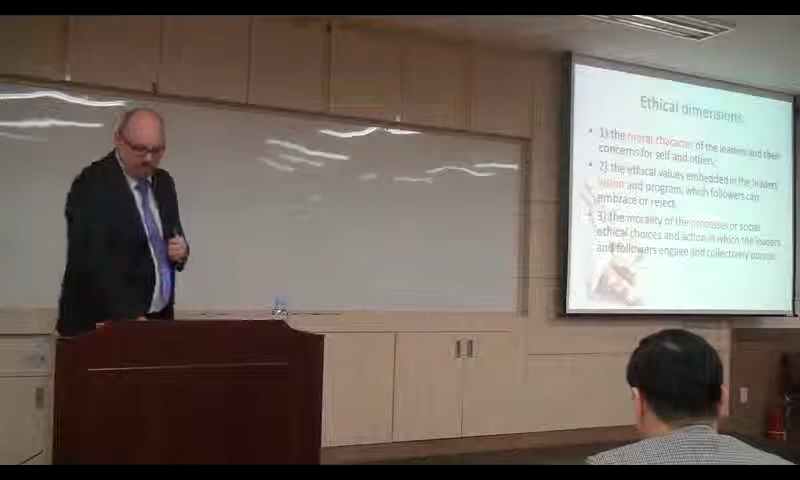 Ethical dimensions:
1) the moral character of the leaders and their
concerns for self and others;
2) the ethical values embedded in the leaders'
vision and program, which followers can
embrace or reject
3) the morality of the processes or social
ethical choices and action in which the leaders
and followers engage and collectively pursue